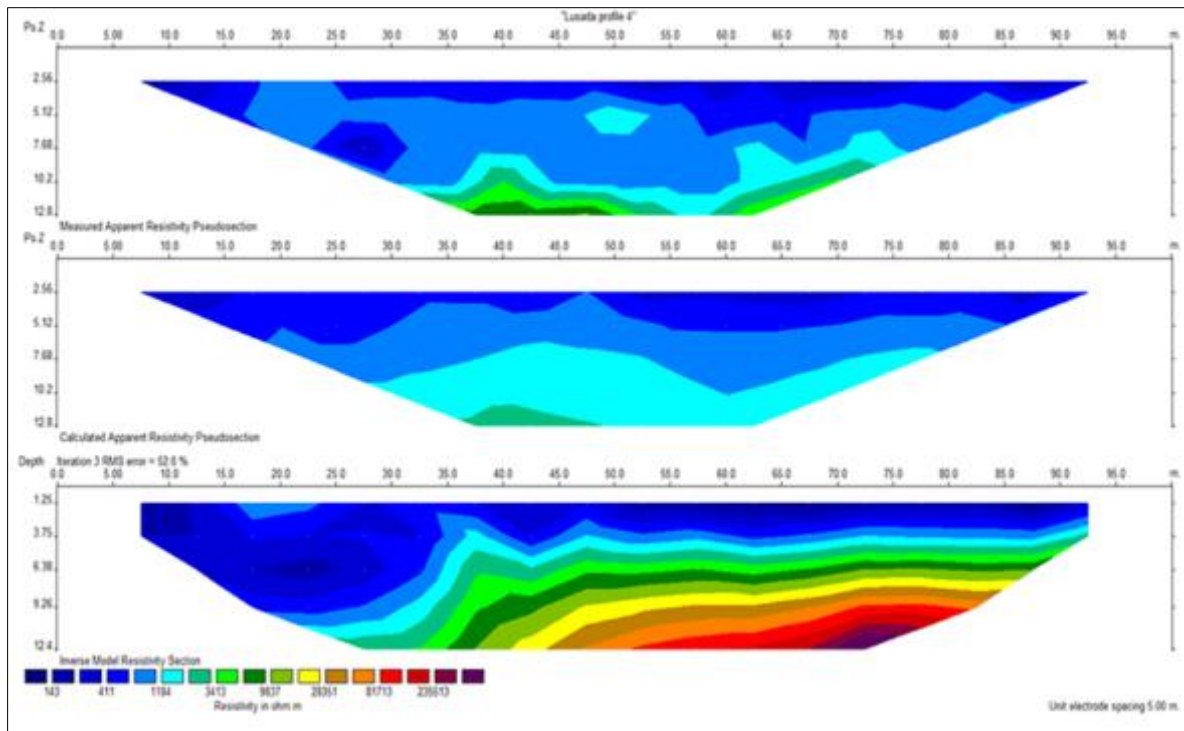 "Lusada profile 4"
Ps.Z 0.0 5.00 10.0 15.0 20.0 25.0 30.0 35.0 40.0 45.0 50.0 55.0 60.0 65.0 70.0 75.0 80.0 85.0 90.0 95.0 m.
2.56
5.12
7.68
10.2
12.8
Measured Apparent Resistivity Pseudosection
Ps.Z 0.0 5.00 10.0 15.0 20.0 25.0 30.0 35.0 40.0 45.0 50.0 55.0 60.0 65.0 70.0 75.0 80.0 85.0 90.0 95.0 m.
2.56
5.12
7.68
10.2
12.8
Calculated Apparent Resistivity Pseudosection
Depth Iteration 3 RMS error = 52.6 %
0.0 5.00 10.0 15.0 20.0 25.0 30.0 35.0 40.0 45.0 50.0 55.0 60.0 65.0 70.0 75.0 80.0 85.0 90.0 95.0 m.
1.25
3.75
6.38
9.26
12.4
Inverse Model Resistivity Section
143 411 1184 3413 9837 28351 81713 235513
Resistivity in ohm m Unit electrode spacing 5.00 m.